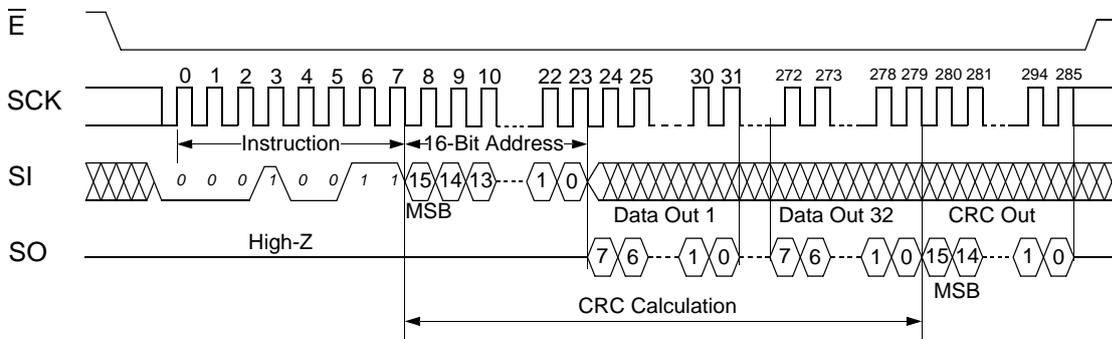 E
0 1 2 3 4 5 6 7 8 9 10 22 23 24 25 30 31 272 273 278 279 280 281 294 285
SCK
Instruction 16-Bit Address
SI 0 0 0 1 0 0 1 1 15 14 13 1 0
MSB Data Out 1 Data Out 32 CRC Out
High-Z
SO 7 6 1 0 7 6 1 0 15 14 1 0
MSB
CRC Calculation